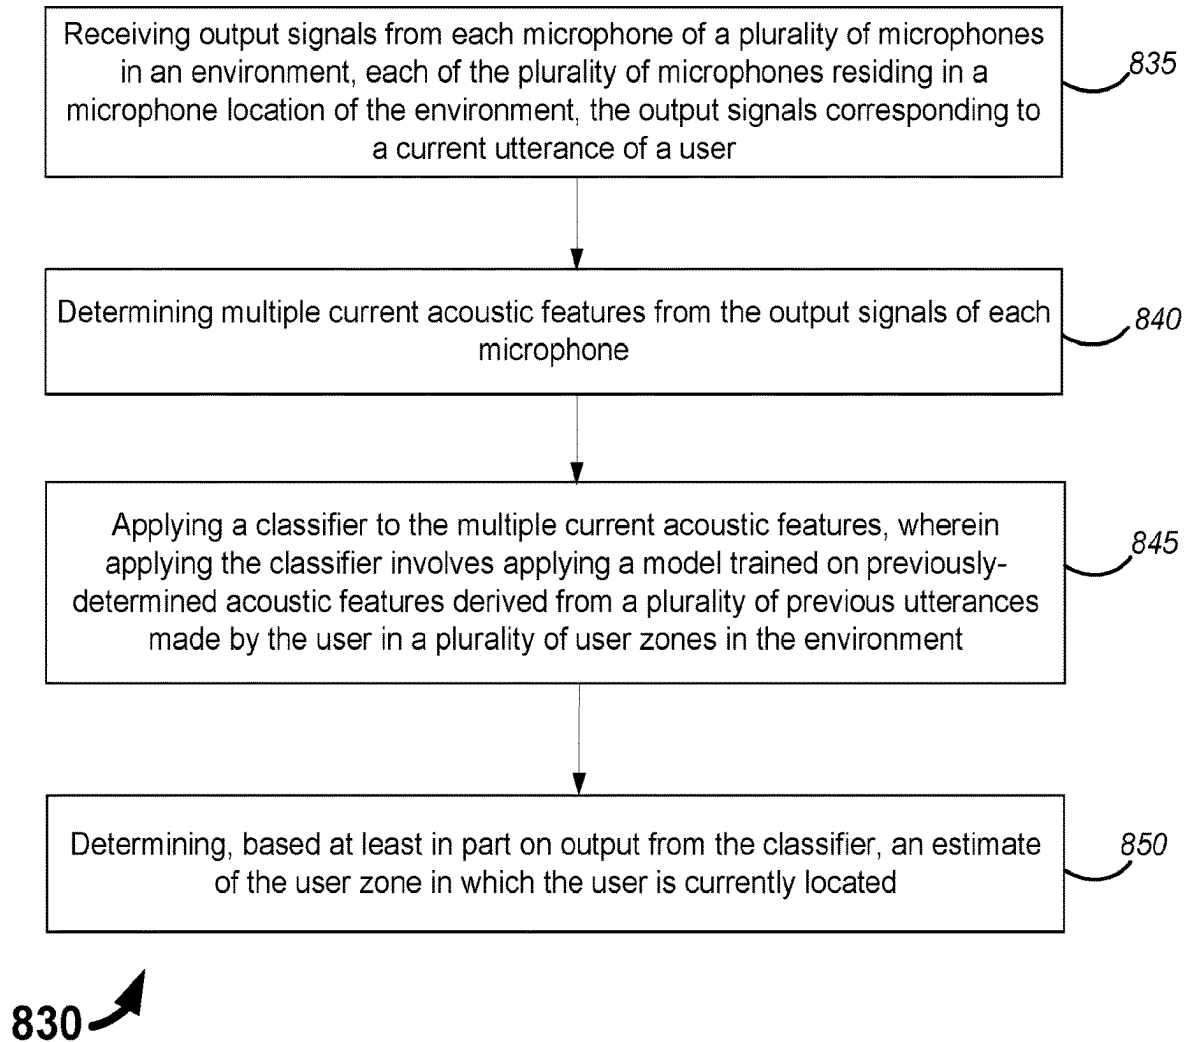 Receiving output signals from each microphone of a plurality of microphones
in an environment, each of the plurality of microphones residing in a
microphone location of the environment, the output signals corresponding to
a current utterance of a user
835
Determining multiple current acoustic features from the output signals of each
microphone
840
Applying a classifier to the multiple current acoustic features, wherein
applying the classifier involves applying a model trained on previously-
determined acoustic features derived from a plurality of previous utterances
made by the user in a plurality of user zones in the environment
845
Determining, based at least in part on output from the classifier, an estimate
of the user zone in which the user is currently located
850
830